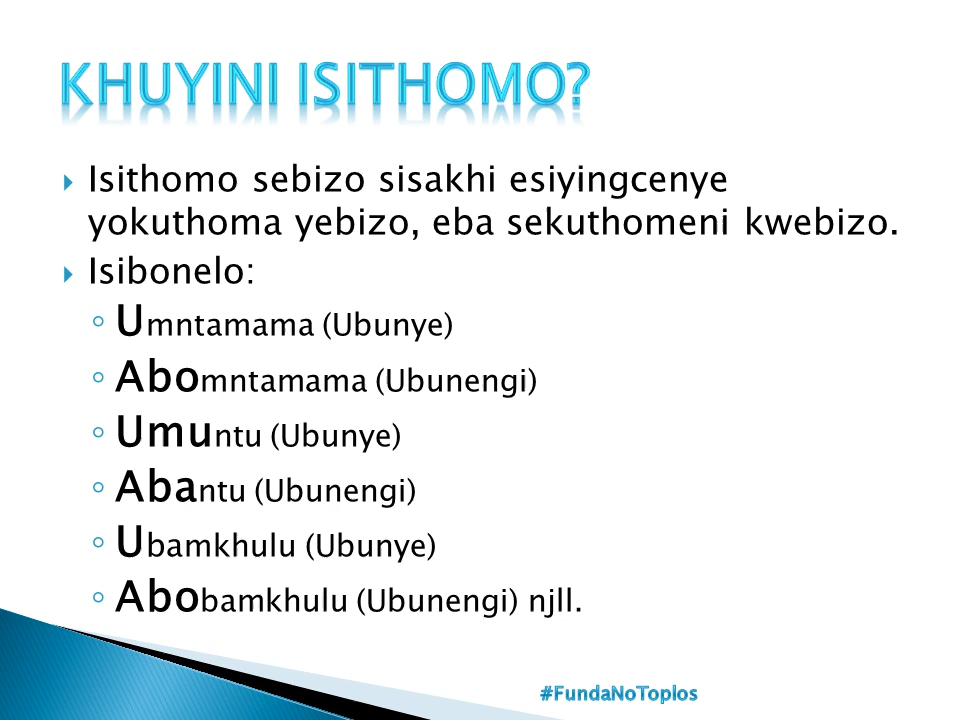 KHUYINI ISITHOMO?
Isithomo sebizo sisakhi esiyingcenye
yokuthoma yebizo, eba sekuthomeni kwebizo.
Isibonelo:
Umntamama (Ubunye)
Abomntamama (Ubunengi)
Umuntu (Ubunye)
Abantu (Ubunengi)
Ubamkhulu (Ubunye)
Abobamkhulu (Ubunengi) njll.
#FundaNoToplos